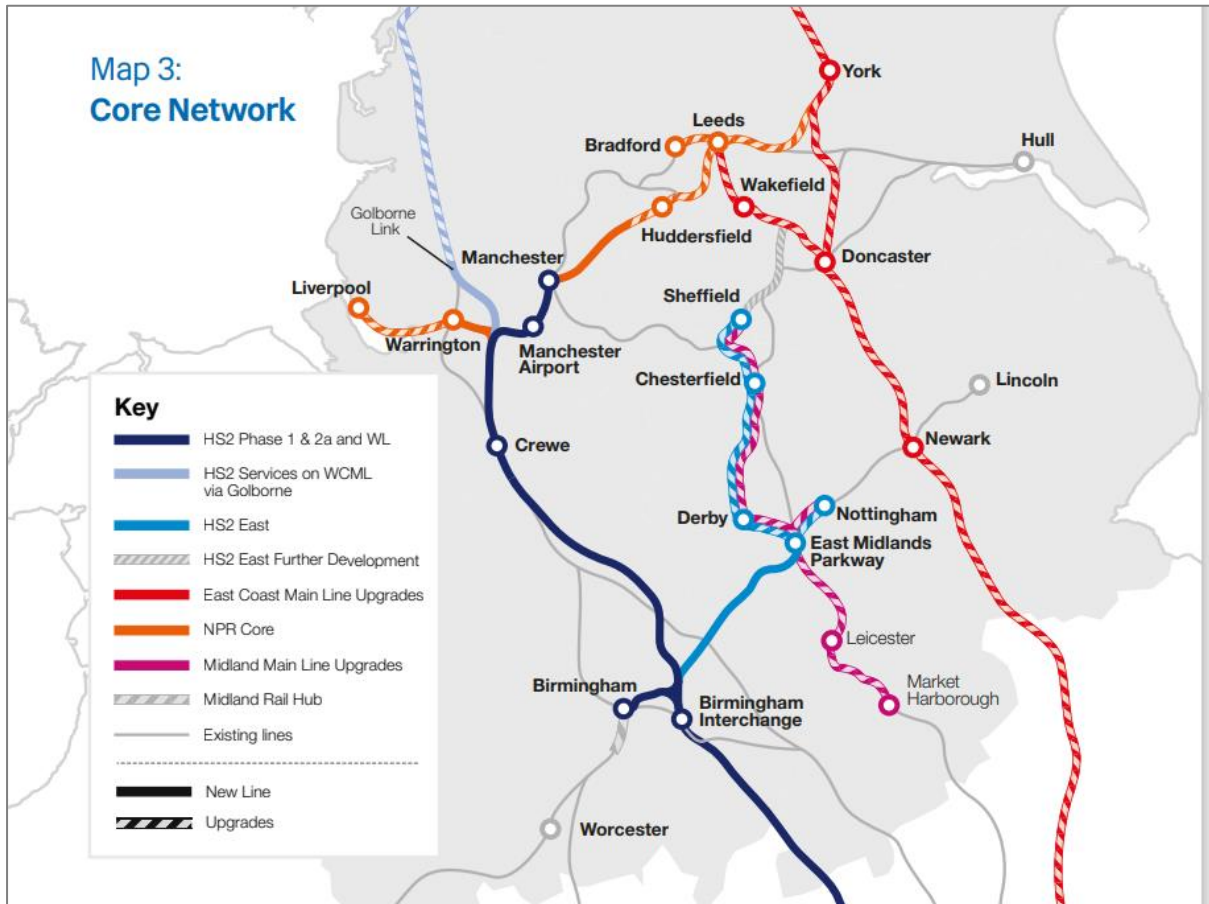 Map 3:
Core Network
York
Leeds
Bradford
Hull
Wakefield
Golborne
Link
Huddersfield
Manchester
Doncaster
Liverpool
Sheffield
Warrington
Manchester
Airport
Chesterfield
Lincoln
Key
HS2 Phase 1 & 2a and WL
Crewe
Newark
HS2 Services on WCML
via Golborne
HS2 East
Derby
Nottingham
East Midlands
Parkway
HS2 East Further Development
East Coast Main Line Upgrades
NPR Core
Leicester
Midland Main Line Upgrades
Market
Harborough
Midland Rail Hub
Birmingham
Birmingham
Interchange
Existing lines
New Line
Upgrades
Worcester